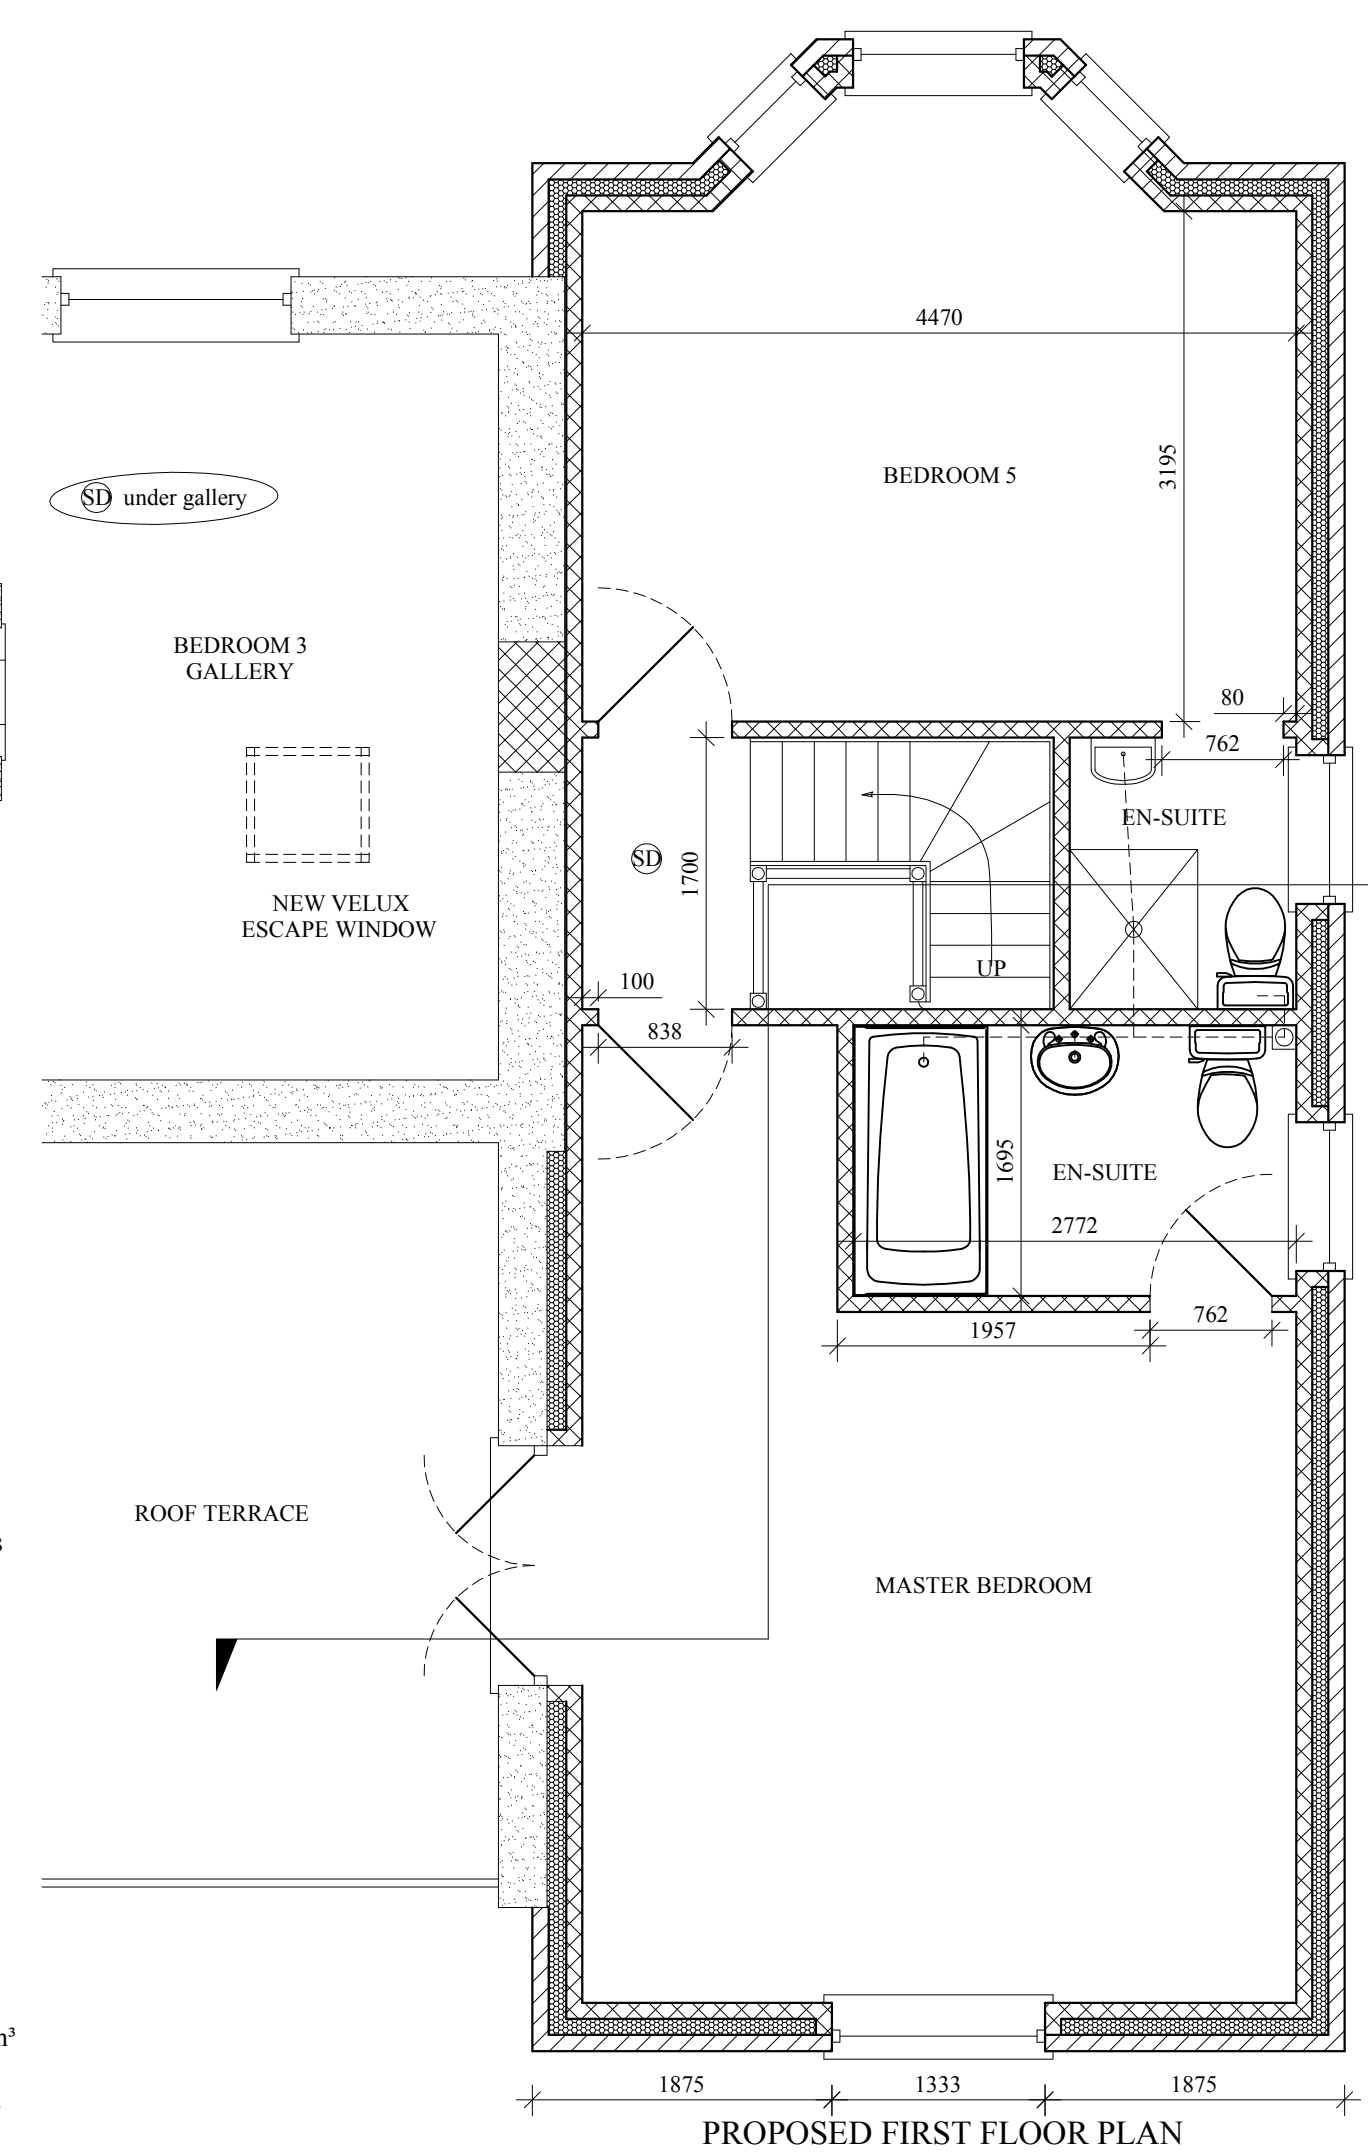 4470
BEDROOM 5
3195
SD under gallery
BEDROOM 3
GALLERY
80
762
EN-SUITE
SD
1700
NEW VELUX
ESCAPE WINDOW
UP
100
838
1695
EN-SUITE
2772
762
1957
ROOF TERRACE
MASTER BEDROOM
1875
1333
1875
PROPOSED FIRST FLOOR PLAN